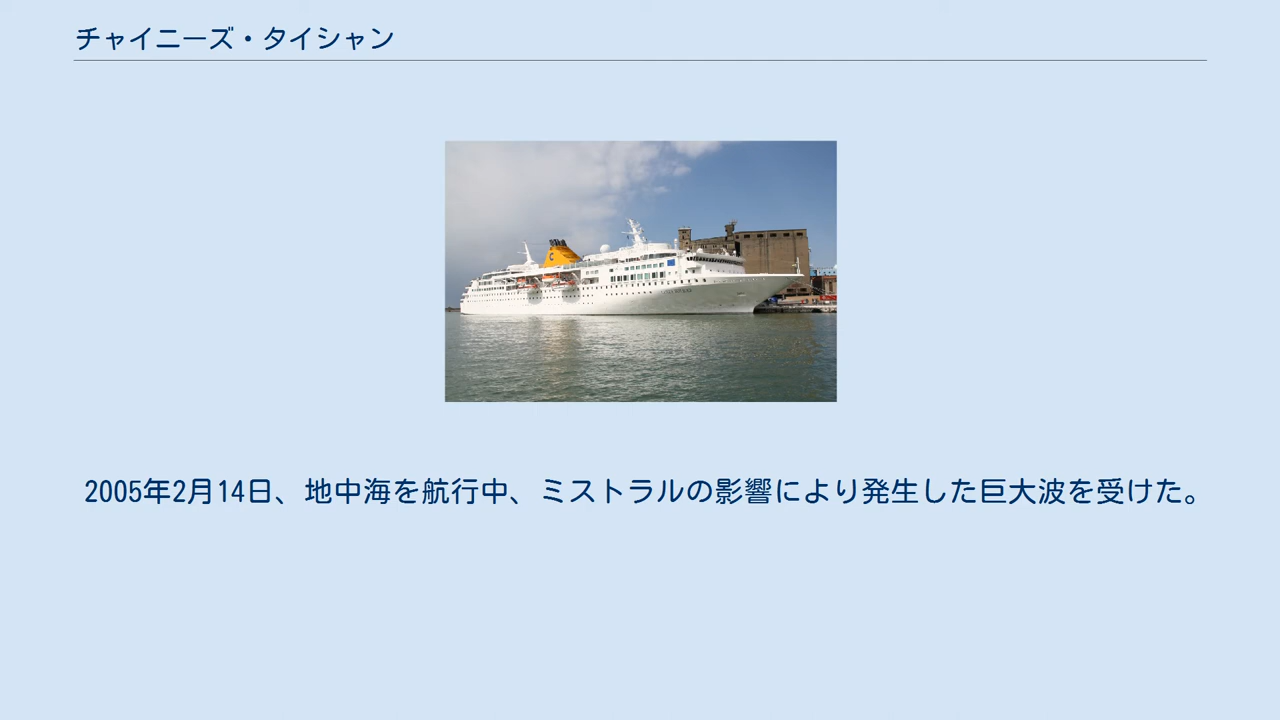 チャイニーズ・タイシャン
2005年2月14日、地中海を航行中、ミストラルの影響により発生した巨大波を受けた。